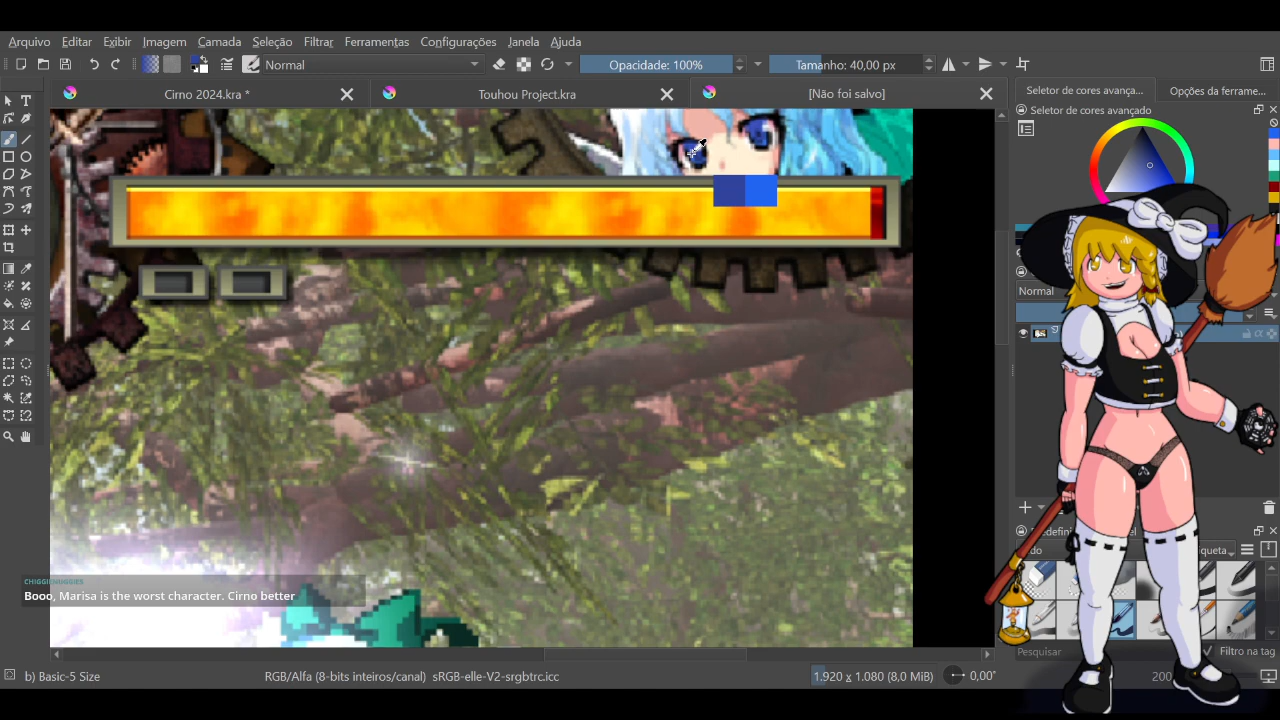 Arquivo Editar Exibir Imagem Camada Seleção Filtrar Ferramentas Configurações Janela Ajuda
Normal Opacidade: 100% Tamanho: 40,00 px
Cirno 2024.kra * Touhou Project.kra [Não foi salvo]
Seletor de cores avança... Opções da ferrame...
Seletor de cores avançado
Normal
CHIGGIENUGGIES
Booo, Marisa is the worst character. Cirno better
Pesquisar Filtro na tag
b) Basic-5 Size RGB/Alfa (8-bits inteiros/canal) sRGB-elle-V2-srgbtrc.icc 1.920 x 1.080 (8,0 MiB) 0,00° 200